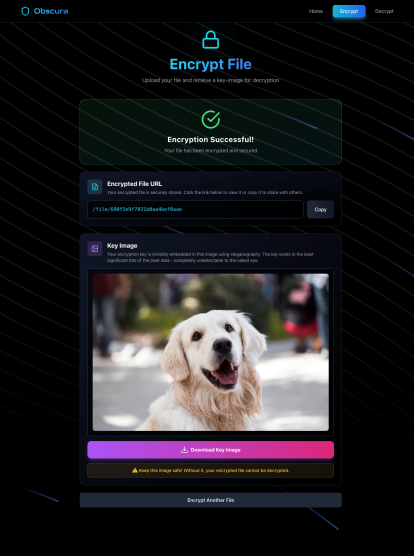 Obscura
Home
Encrypt
Decrypt
Encrypt File
Upload your file and receive a key-image for decryption
Encryption Successful!
Your file has been encrypted and secured
Encrypted File URL
Your encrypted file is securely stored. Click the link below to view it or copy it to share with others.
Copy
Key Image
Your encryption key is invisibly embedded in this image using steganography. The key exists in the least
significant bits of the pixel data - completely undetectable to the naked eye.
Download Key Image
Keep this image safe! Without it, your encrypted file cannot be decrypted.
Encrypt Another File